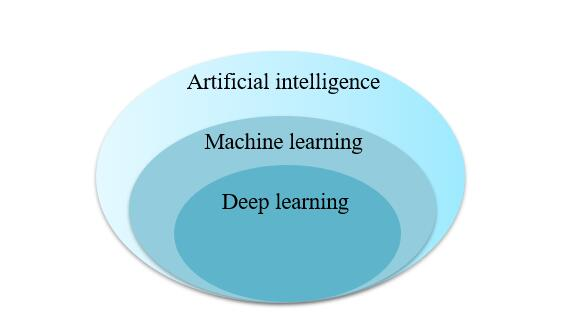 Artificial intelligence
Machine learning
Deep learning